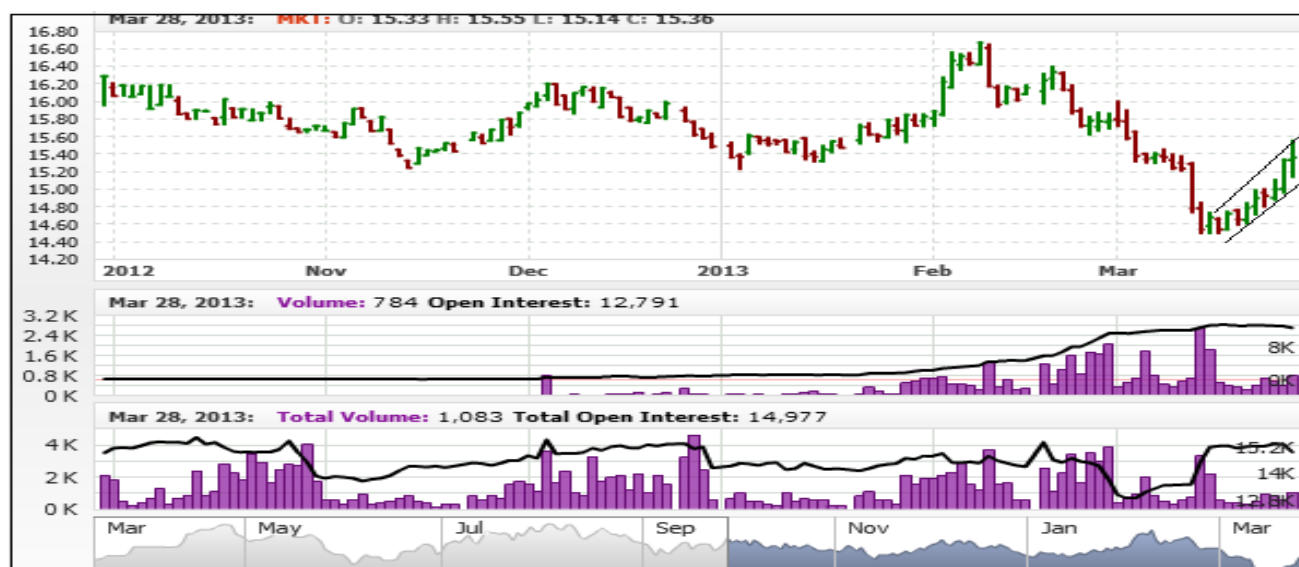 Mar 28, 2013: MKT: O: 15.33 H: 15.55 L: 15.14 C: 15.36
16.80
16.60
16.40
16.20
16.00
15.80
15.60
15.40
15.20
15.00
14.80
14.60
14.40
14.20
2012 Nov Dec 2013 Feb Mar
Mar 28, 2013: Volume: 784 Open Interest: 12,791
3.2 K
2.4 K
8K
1.6 K
0.8 K
0K
0 K
Mar 28, 2013: Total Volume: 1,083 Total Open Interest: 14,977
4 K
15.2K
2 K
14K
12.8K
0 K
Mar May Jul Sep Nov Jan Mar